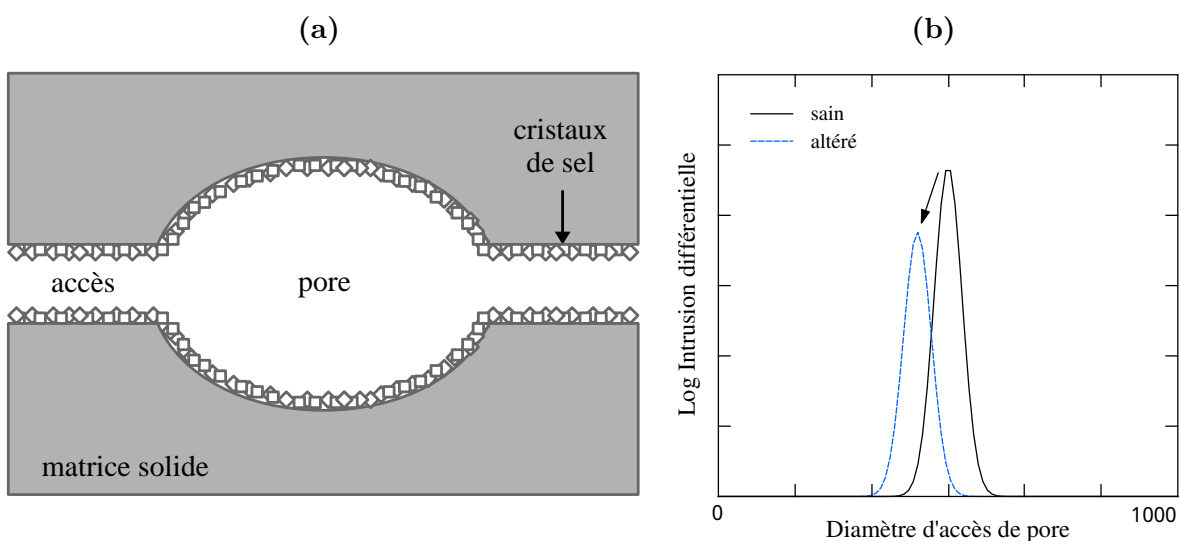 (a)
cristaux
de sel
accès
pore
matrice solide
(b)
sain
altéré
Log Intrusion différentielle
0
1000
Diamètre d'accès de pore